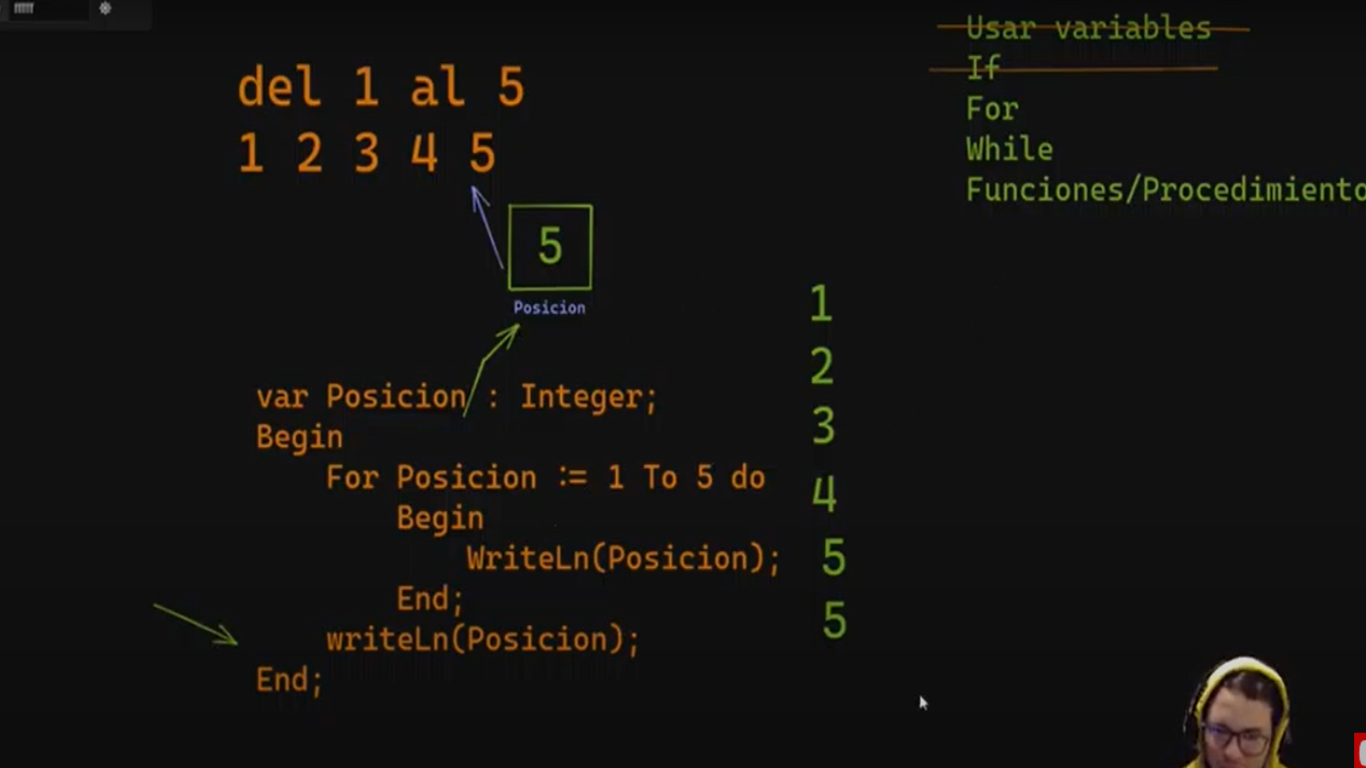 del 1 al 5
1 2 3 4 5
5
Posicion
var Posicion : Integer;
Begin
For Posicion := 1 To 5 do
Begin
WriteLn(Posicion);
End;
writeLn(Posicion);
End;
1
2
3
4
5
5
Usar variables
If
For
While
Funciones/Procedimiento